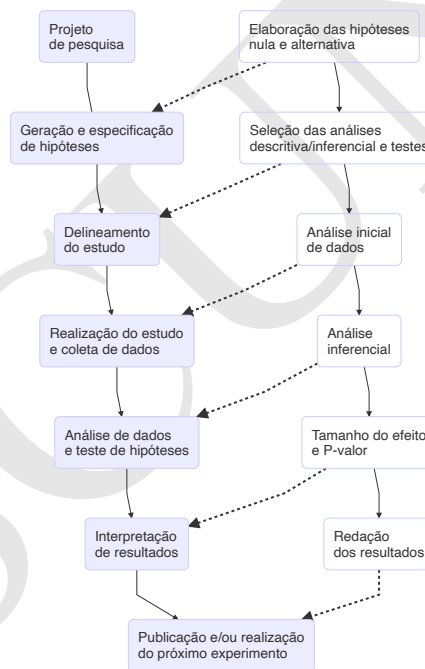 Projeto
de pesquisa
Elaboração das hipóteses
nula e alternativa
Geração e especificação
de hipóteses
Seleção das análises
descritiva/inferencial e testes
Delineamento
do estudo
Análise inicial
de dados
Realização do estudo
e coleta de dados
Análise
inferencial
Análise de dados
e teste de hipóteses
Tamanho do efeito
e P-valor
Interpretação
de resultados
Redação
dos resultados
Publicação e/ou realização
do próximo experimento